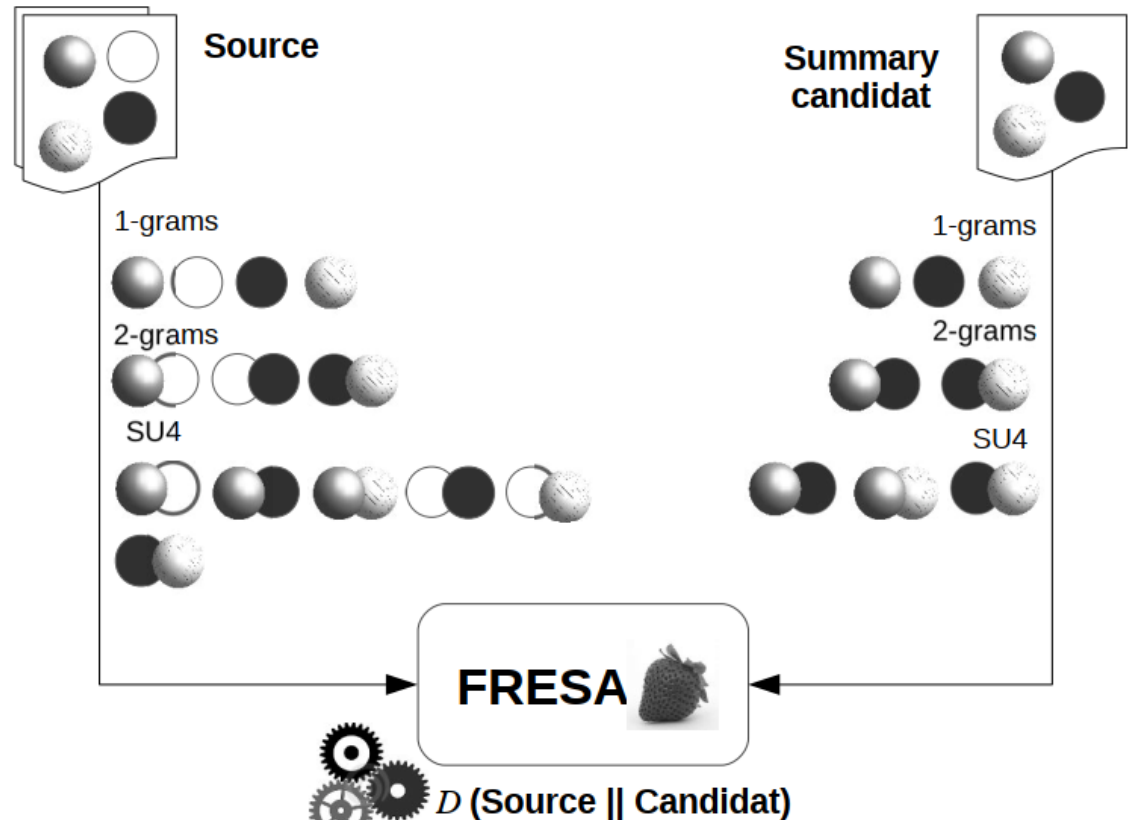 Source
Summary
candidat
1-grams
2-grams
SU4
1-grams
2-grams
SU4
FRESA
D (Source || Candidat)